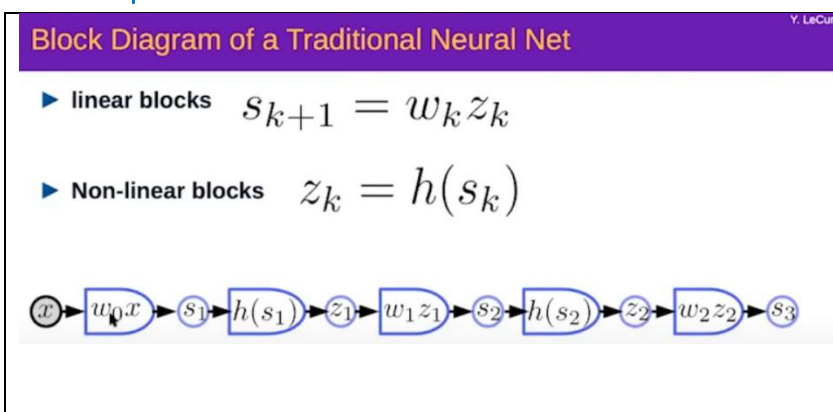 Y. LeCun
Block Diagram of a Traditional Neural Net
linear blocks s_{k+1} = w_k z_k
Non-linear blocks z_k = h(s_k)
x w_0x s_1 h(s_1) z_1 w_1z_1 s_2 h(s_2) z_2 w_2z_2 s_3